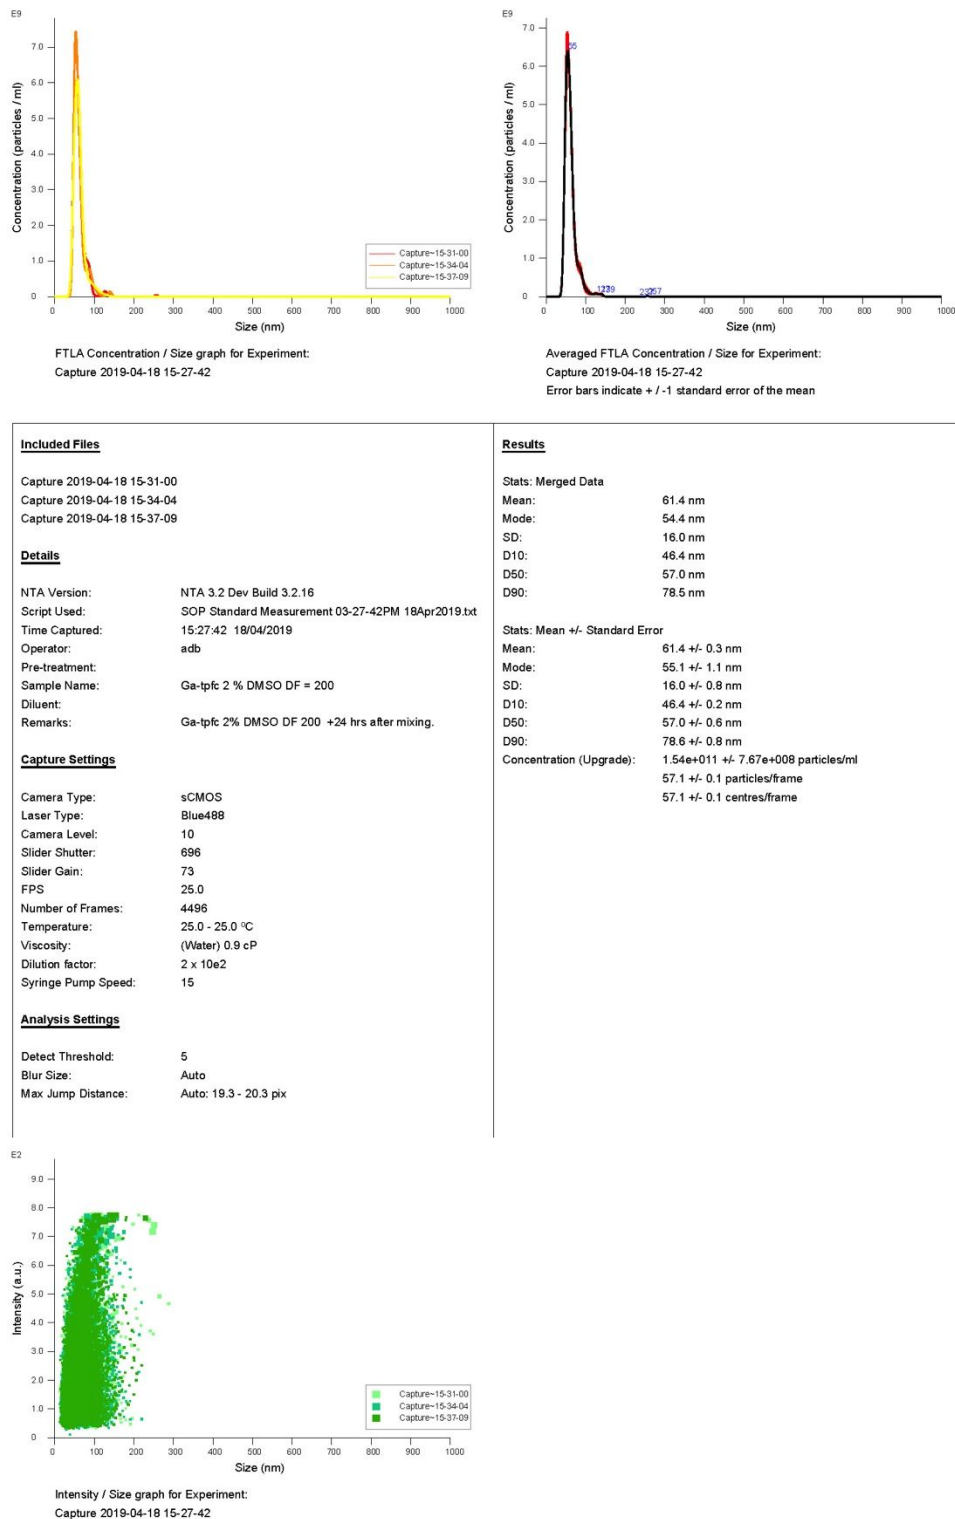 E9
Concentration (particles / ml)
7.0
6.0
5.0
4.0
3.0
2.0
1.0
0
0 100 200 300 400 500 600 700 800 900 1000
Size (nm)
Capture~15-31-00
Capture~15-34-04
Capture~15-37-09
FTLA Concentration / Size graph for Experiment:
Capture 2019-04-18 15-27-42
E9
Concentration (particles / ml)
7.0
6.0
5.0
4.0
3.0
2.0
1.0
0
55
0 100 200 300 400 500 600 700 800 900 1000
Size (nm)
Averaged FTLA Concentration / Size for Experiment:
Capture 2019-04-18 15-27-42
Error bars indicate + / -1 standard error of the mean
Included Files
Capture 2019-04-18 15-31-00
Capture 2019-04-18 15-34-04
Capture 2019-04-18 15-37-09
Details
NTA Version: NTA 3.2 Dev Build 3.2.16
Script Used: SOP Standard Measurement 03-27-42PM 18Apr2019.txt
Time Captured: 15:27:42 18/04/2019
Operator: adb
Pre-treatment:
Sample Name: Ga-tpfc 2 % DMSO DF = 200
Diluent:
Remarks: Ga-tpfc 2% DMSO DF 200 +24 hrs after mixing.
Capture Settings
Camera Type: sCMOS
Laser Type: Blue488
Camera Level: 10
Slider Shutter: 696
Slider Gain: 73
FPS 25.0
Number of Frames: 4496
Temperature: 25.0 - 25.0 ºC
Viscosity: (Water) 0.9 cP
Dilution factor: 2 x 10e2
Syringe Pump Speed: 15
Analysis Settings
Detect Threshold: 5
Blur Size: Auto
Max Jump Distance: Auto: 19.3 - 20.3 pix
Results
Stats: Merged Data
Mean: 61.4 nm
Mode: 54.4 nm
SD: 16.0 nm
D10: 46.4 nm
D50: 57.0 nm
D90: 78.5 nm
Stats: Mean +/- Standard Error
Mean: 61.4 +/- 0.3 nm
Mode: 55.1 +/- 1.1 nm
SD: 16.0 +/- 0.8 nm
D10: 46.4 +/- 0.2 nm
D50: 57.0 +/- 0.6 nm
D90: 78.6 +/- 0.8 nm
Concentration (Upgrade): 1.54e+011 +/- 7.67e+008 particles/ml
57.1 +/- 0.1 particles/frame
57.1 +/- 0.1 centres/frame
E2
Intensity (a.u.)
9.0
8.0
7.0
6.0
5.0
4.0
3.0
2.0
1.0
0
Capture~15-31-00
Capture~15-34-04
Capture~15-37-09
0 100 200 300 400 500 600 700 800 900 1000
Size (nm)
Intensity / Size graph for Experiment:
Capture 2019-04-18 15-27-42